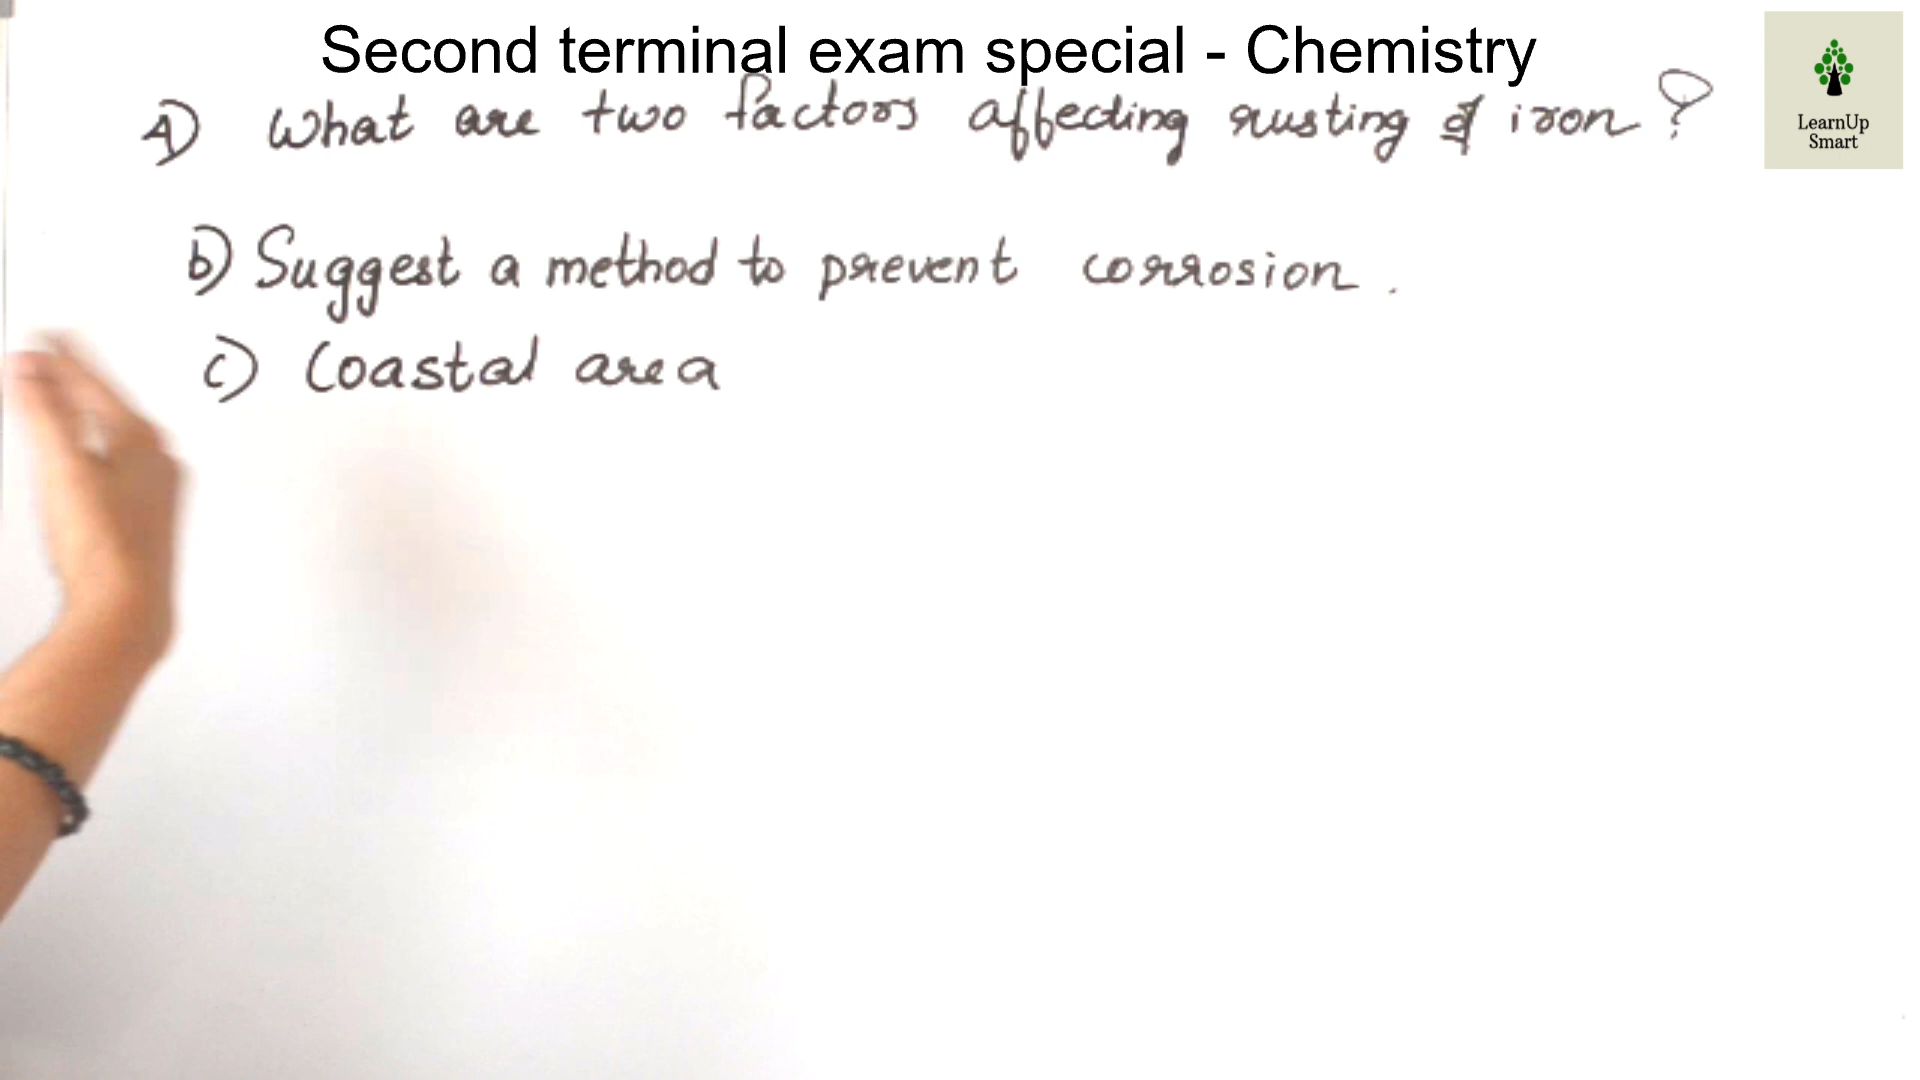 Second terminal exam special - Chemistry
A) What are two factors affecting rusting of iron?
b) Suggest a method to prevent corrosion.
c) Coastal area
LearnUp
Smart